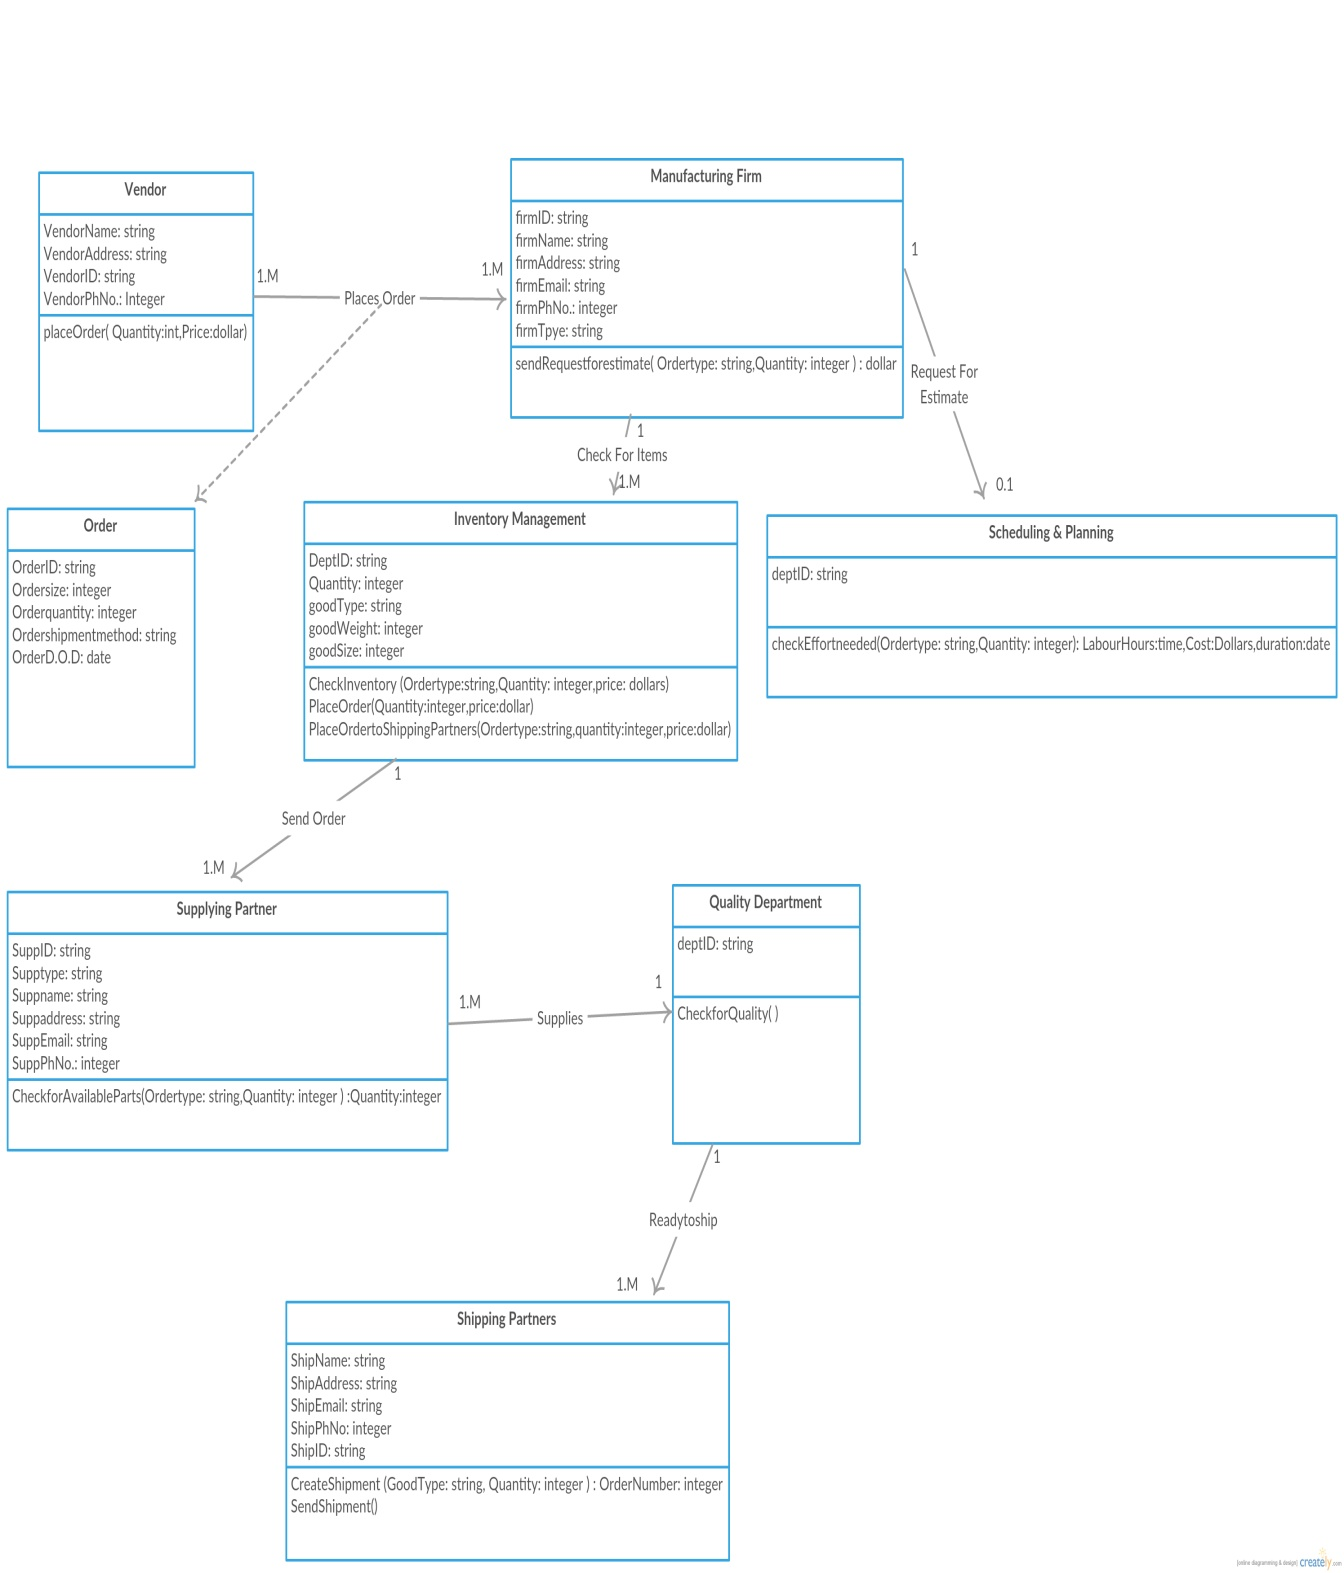 Vendor
VendorName: string
VendorAddress: string
VendorID: string
VendorPhNo.: Integer
placeOrder( Quantity:int,Price:dollar)
1.M
Places Order
1.M
Manufacturing Firm
firmID: string
firmName: string
firmAddress: string
firmEmail: string
firmPhNo.: integer
firmTpye: string
sendRequestforestimate( Ordertype: string,Quantity: integer ) : dollar
1
Request For
Estimate
0.1
1
Check For Items
1.M
Order
OrderID: string
Ordersize: integer
Orderquantity: integer
Ordershipmentmethod: string
OrderD.O.D: date
Inventory Management
DeptID: string
Quantity: integer
goodType: string
goodWeight: integer
goodSize: integer
CheckInventory (Ordertype:string,Quantity: integer,price: dollars)
PlaceOrder(Quantity:integer,price:dollar)
PlaceOrdertoShippingPartners(Ordertype:string,quantity:integer,price:dollar)
Scheduling & Planning
deptID: string
checkEffortneeded(Ordertype: string,Quantity: integer): LabourHours:time,Cost:Dollars,duration:date
1
Send Order
1.M
Supplying Partner
SuppID: string
Supptype: string
Suppname: string
Suppaddress: string
SuppEmail: string
SuppPhNo.: integer
CheckforAvailableParts(Ordertype: string,Quantity: integer ) :Quantity:integer
1.M
Supplies
1
Quality Department
deptID: string
CheckforQuality( )
1
Readytoship
1.M
Shipping Partners
ShipName: string
ShipAddress: string
ShipEmail: string
ShipPhNo: integer
ShipID: string
CreateShipment (GoodType: string, Quantity: integer ) : OrderNumber: integer
SendShipment()
[online diagramming & design] creately.com